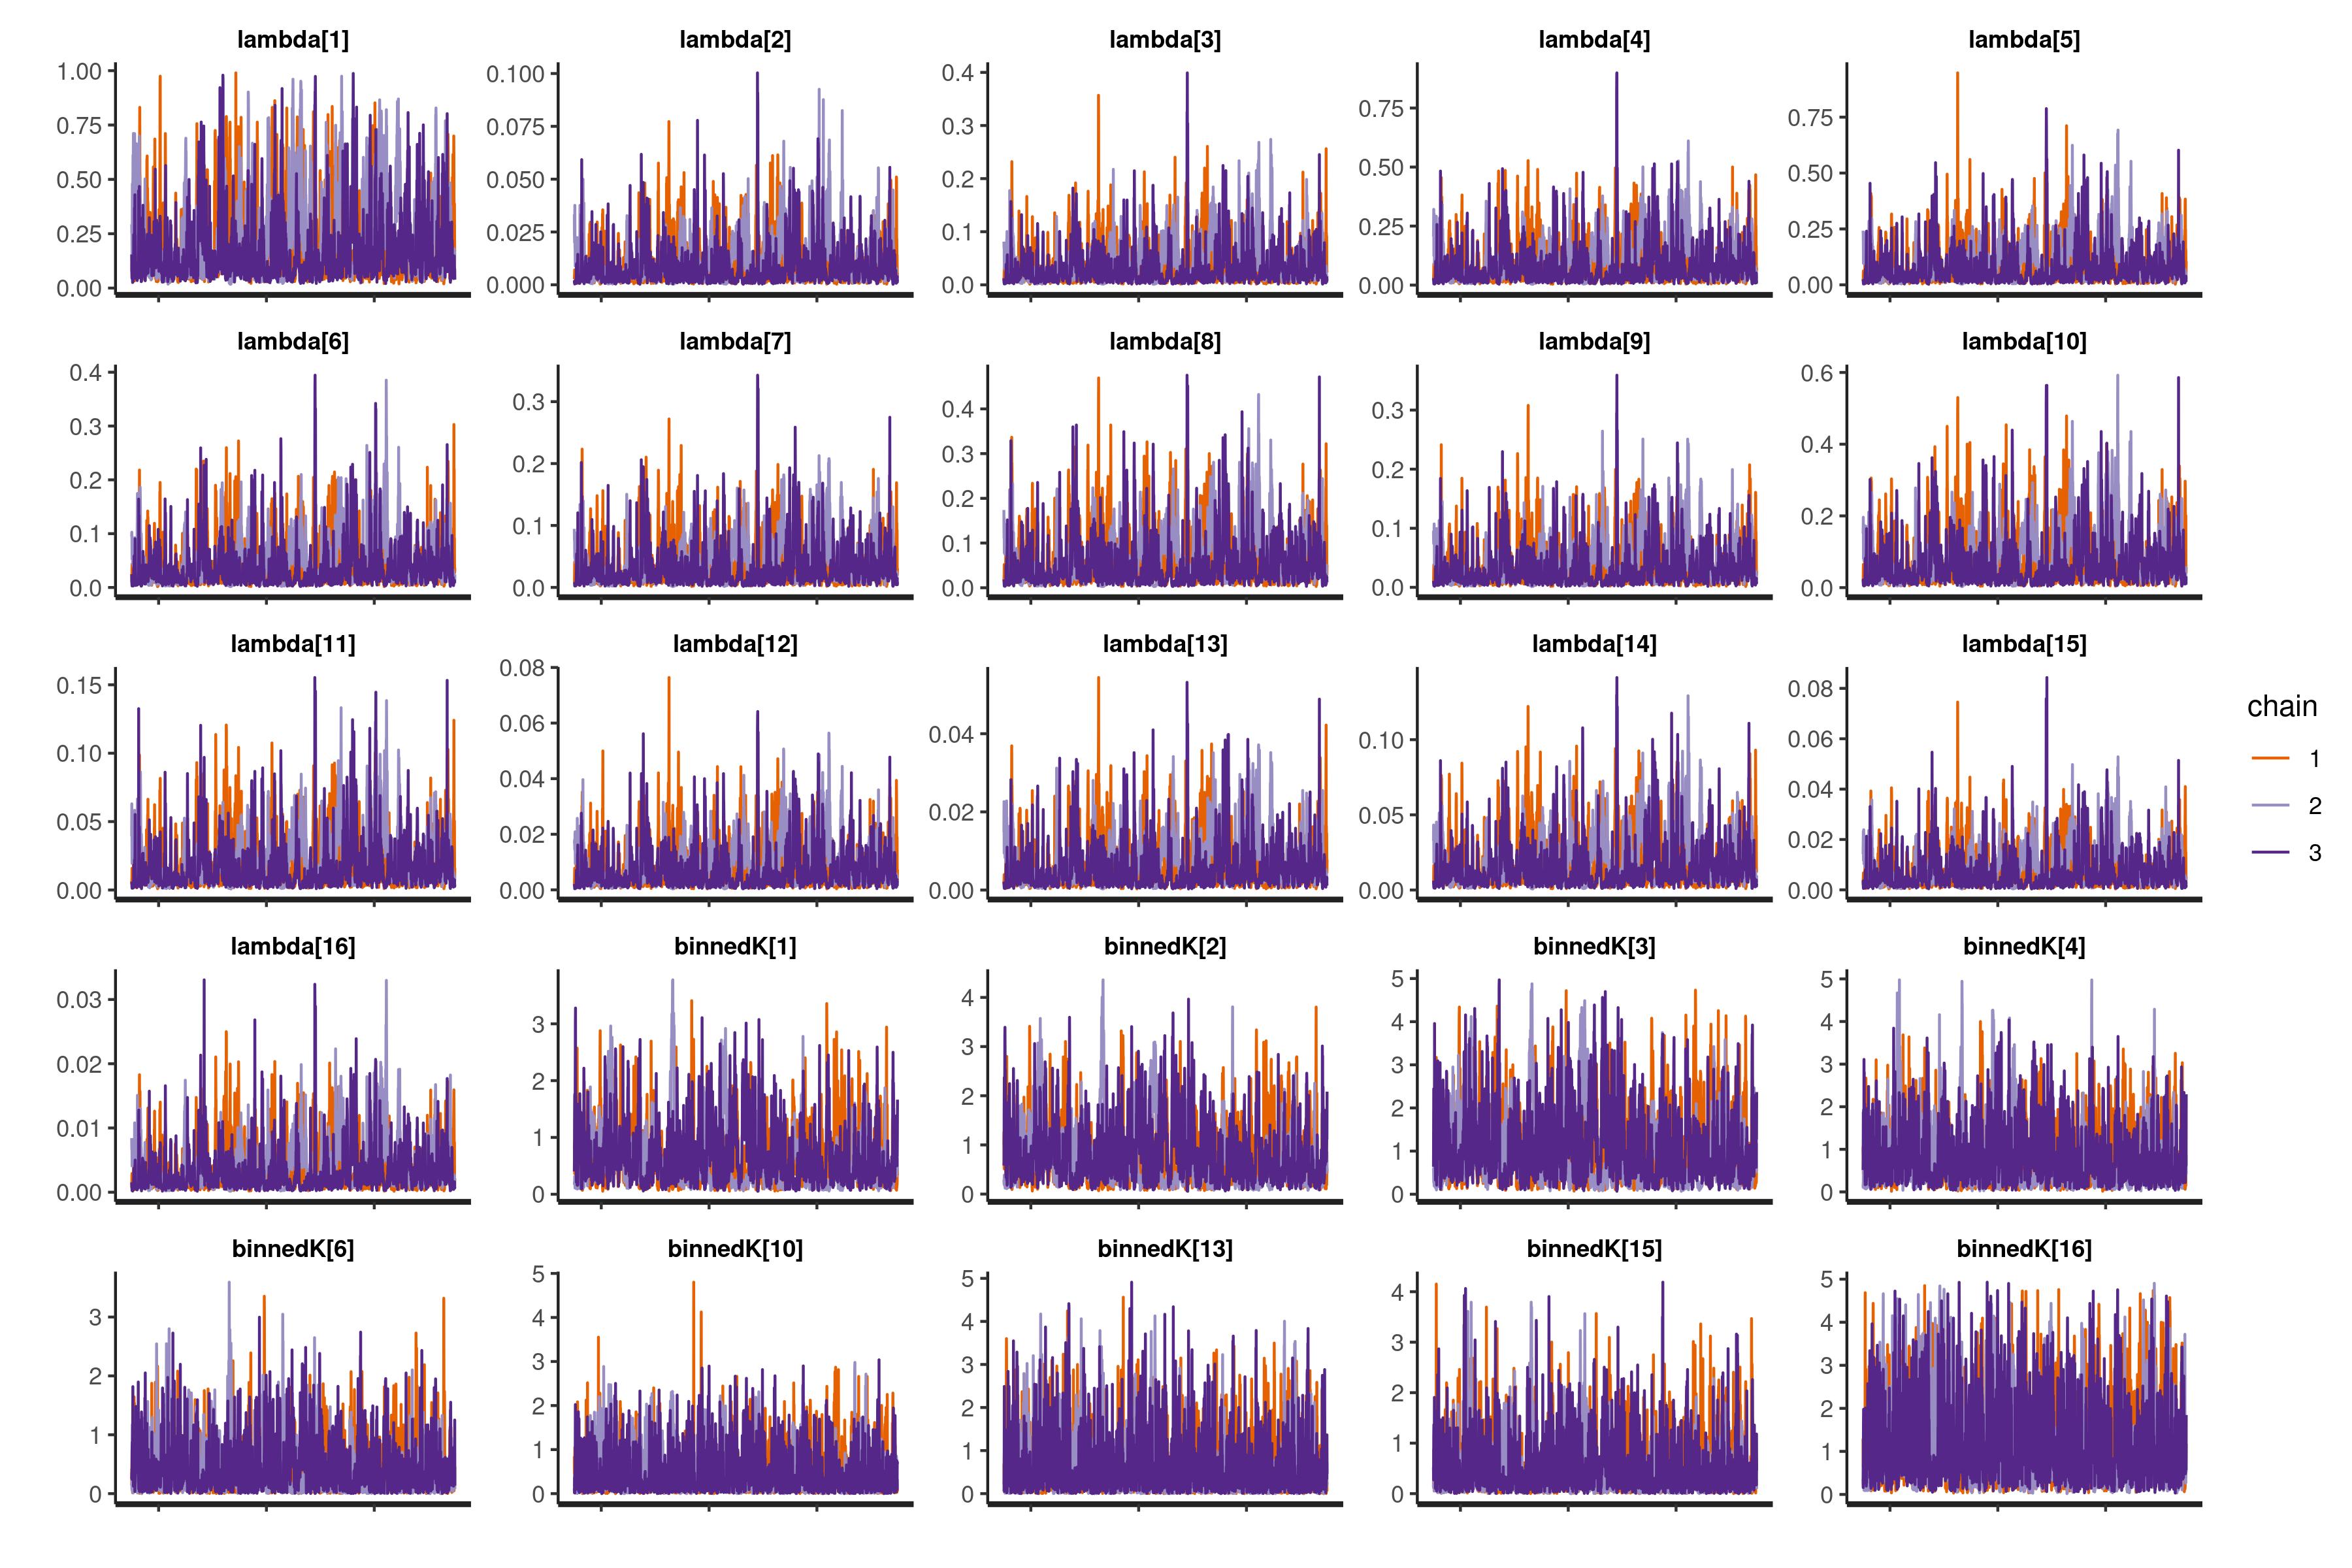 lambda[1] lambda[2] lambda[3] lambda[4] lambda[5]
1.00 0.75 0.50 0.25 0.00
0.100 0.075 0.050 0.025 0.000
0.4 0.3 0.2 0.1 0.0
0.75 0.50 0.25 0.00
0.75 0.50 0.25 0.00
lambda[6] lambda[7] lambda[8] lambda[9] lambda[10]
0.4 0.3 0.2 0.1 0.0
0.3 0.2 0.1 0.0
0.4 0.3 0.2 0.1 0.0
0.3 0.2 0.1 0.0
0.6 0.4 0.2 0.0
lambda[11] lambda[12] lambda[13] lambda[14] lambda[15]
0.15 0.10 0.05 0.00
0.08 0.06 0.04 0.02 0.00
0.04 0.02 0.00
0.10 0.05 0.00
0.08 0.06 0.04 0.02 0.00
chain
1
2
3
lambda[16] binnedK[1] binnedK[2] binnedK[3] binnedK[4]
0.03 0.02 0.01 0.00
3 2 1 0
4 3 2 1 0
5 4 3 2 1 0
5 4 3 2 1 0
binnedK[6] binnedK[10] binnedK[13] binnedK[15] binnedK[16]
3 2 1 0
5 4 3 2 1 0
5 4 3 2 1 0
4 3 2 1 0
5 4 3 2 1 0